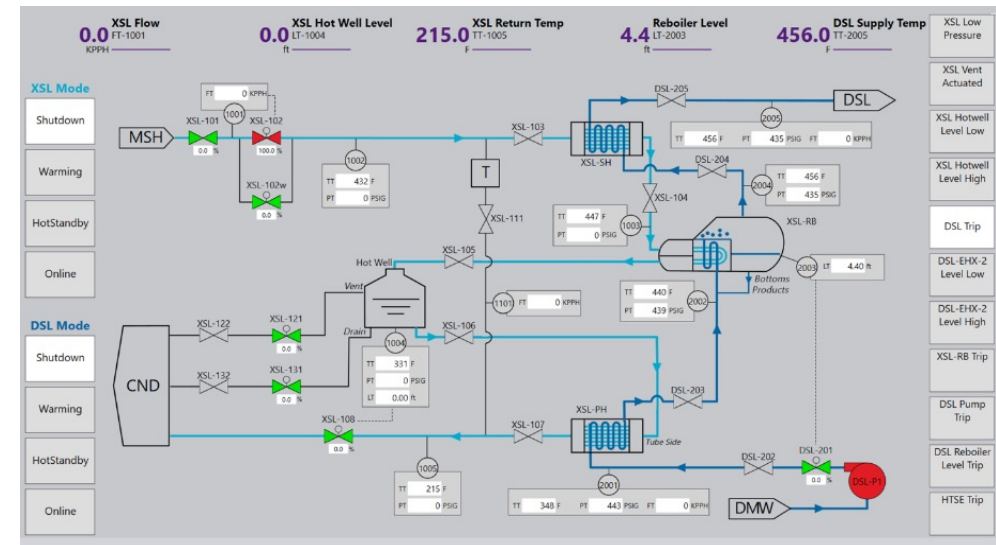 XSL Flow
0.0 FT-1001
KPPH
XSL Hot Well Level
0.0 LT-1004
ft
XSL Return Temp
215.0 TT-1005
F
Reboiler Level
4.4 LT-2003
ft
DSL Supply Temp
456.0 TT-2005
F
XSL Mode
Shutdown
Warming
HotStandby
Online
DSL Mode
Shutdown
Warming
HotStandby
Online
FT 0 KPPH
1001
XSL-101
0.0 %
XSL-102
100.0 %
MSH
XSL-102w
0.0 %
1002
TT 432 F
PT 0 PSIG
T
XSL-111
XSL-103
XSL-SH
DSL-205
DSL
2005
TT 456 F PT 435 PSIG FT 0 KPPH
DSL-204
2004
TT 456 F
PT 435 PSIG
XSL-104
TT 447 F
PT 0 PSIG
1003
XSL-RB
2003 LT 4.40 ft
Bottoms
Products
TT 440 F
PT 439 PSIG
2002
XSL-105
Hot Well
Vent
Drain
1101 FT 0 KPPH
XSL-122
XSL-121
0.0 %
XSL-106
1004
TT 331 F
PT 0 PSIG
LT 0.00 ft
CND
XSL-132
XSL-131
0.0 %
XSL-108
0.0 %
1005
TT 215 F
PT 0 PSIG
XSL-107
XSL-PH
Tube Side
DSL-203
2001
TT 348 F PT 443 PSIG FT 0 KPPH
DSL-202
DSL-201
0.0 %
DSL-P1
DMW
XSL Low
Pressure
XSL Vent
Actuated
XSL Hotwell
Level Low
XSL Hotwell
Level High
DSL Trip
DSL-EHX-2
Level Low
DSL-EHX-2
Level High
XSL-RB Trip
DSL Pump
Trip
DSL Reboiler
Level Trip
HTSE Trip